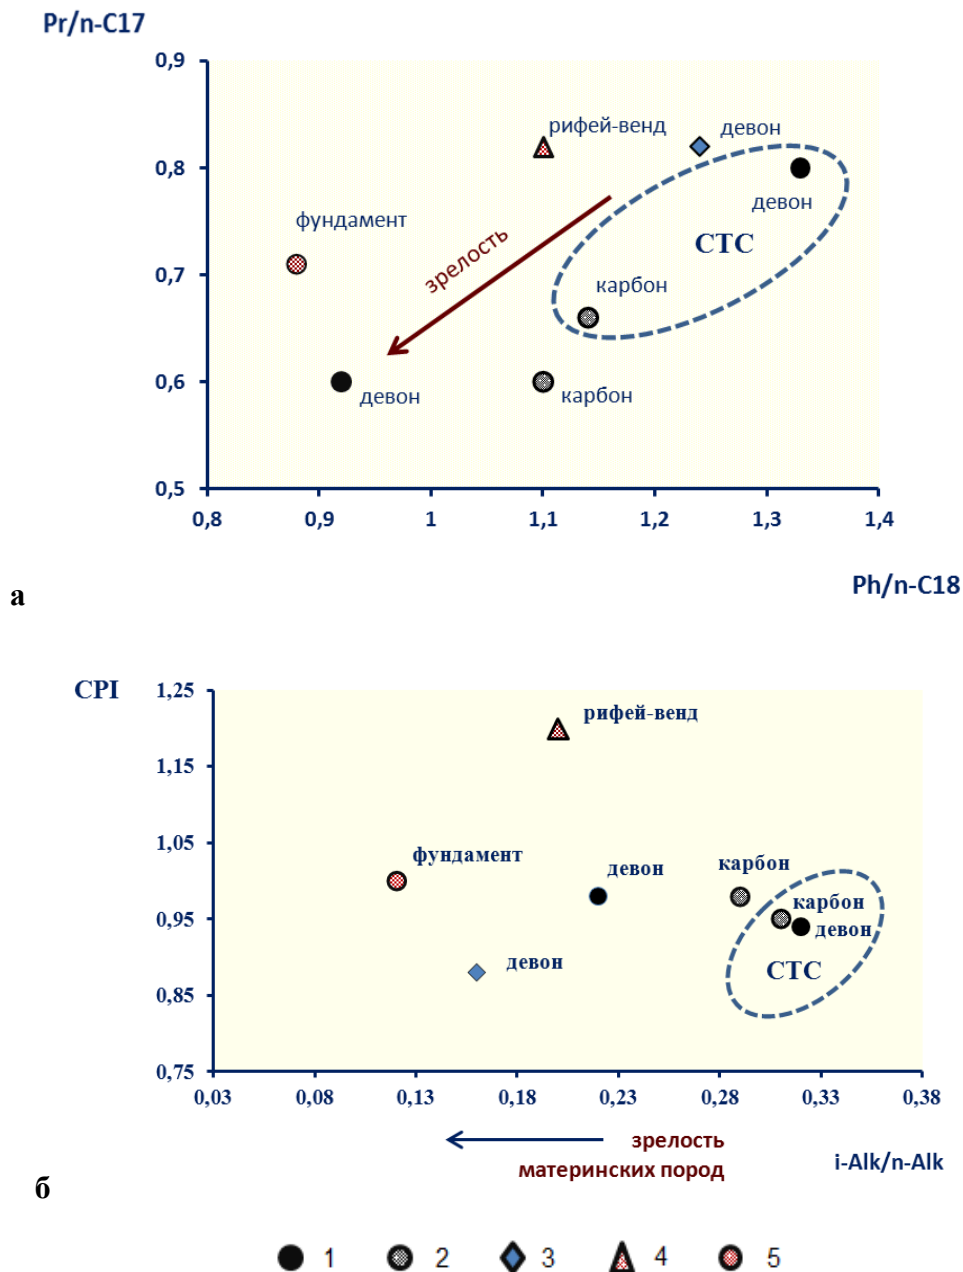 Pr/n-C17
0,9
рифей-венд
девон
0,8
девон
фундамент
СТС
зрелость
0,7
карбон
0,6
девон
карбон
0,5
0,8 0,9 1 1,1 1,2 1,3 1,4
а
Ph/n-C18
CPI
1,25
рифей-венд
1,15
1,05
фундамент
девон
карбон
0,95
карбон
девон
девон
СТС
0,85
0,75
0,03 0,08 0,13 0,18 0,23 0,28 0,33 0,38
зрелость
материнских пород
i-Alk/n-Alk
б
1 2 3 4 5